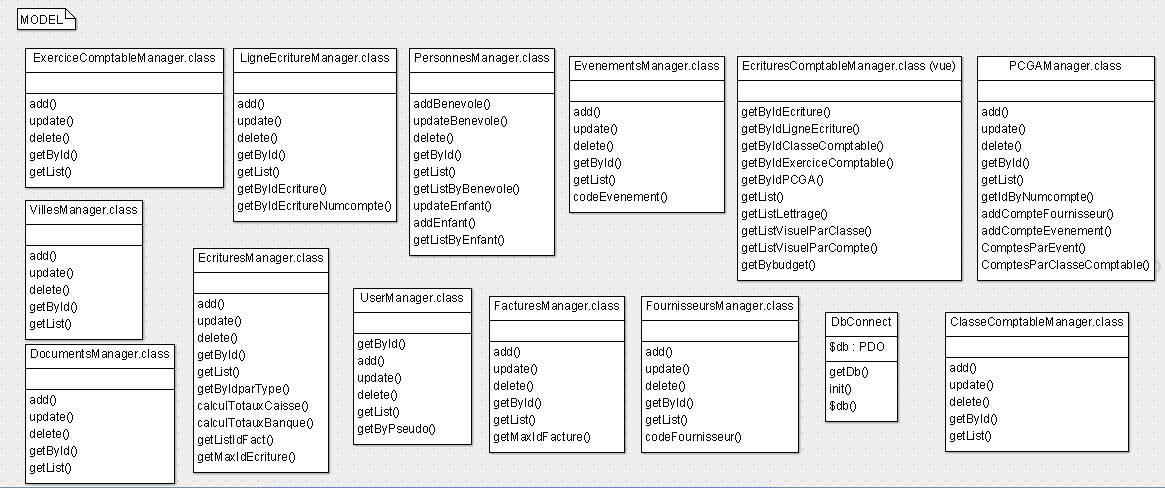 MODEL
ExerciceComptableManager.class
add()
update()
delete()
getById()
getList()
LigneEcritureManager.class
add()
update()
delete()
getById()
getList()
getByIdEcriture()
getByIdEcritureNumcompte()
PersonnesManager.class
addBenevole()
updateBenevole()
delete()
getById()
getList()
getListByBenevole()
updateEnfant()
addEnfant()
getListByEnfant()
EvenementsManager.class
add()
update()
delete()
getById()
getList()
codeEvenement()
EcrituresComptableManager.class (vue)
getByIdEcriture()
getByIdLigneEcriture()
getByIdClasseComptable()
getByIdExerciceComptable()
getByIdPCGA()
getList()
getListLettrage()
getListVisuelParClasse()
getListVisuelParCompte()
getBybudget()
PCGAManager.class
add()
update()
delete()
getById()
getList()
getIdByNumcompte()
addCompteFournisseur()
addCompteEvenement()
ComptesParEvent()
ComptesParClasseComptable()
VillesManager.class
add()
update()
delete()
getById()
getList()
EcrituresManager.class
add()
update()
delete()
getById()
getList()
getByIdparType()
calculTotauxCaisse()
calculTotauxBanque()
getListIdFact()
getMaxIdEcriture()
UserManager.class
getById()
add()
update()
delete()
getList()
getByPseudo()
FacturesManager.class
add()
update()
delete()
getById()
getList()
getMaxIdFacture()
FournisseursManager.class
add()
update()
delete()
getById()
getList()
codeFournisseur()
DbConnect
$db : PDO
getDb()
init()
$db()
ClasseComptableManager.class
add()
update()
delete()
getById()
getList()
DocumentsManager.class
add()
update()
delete()
getById()
getList()